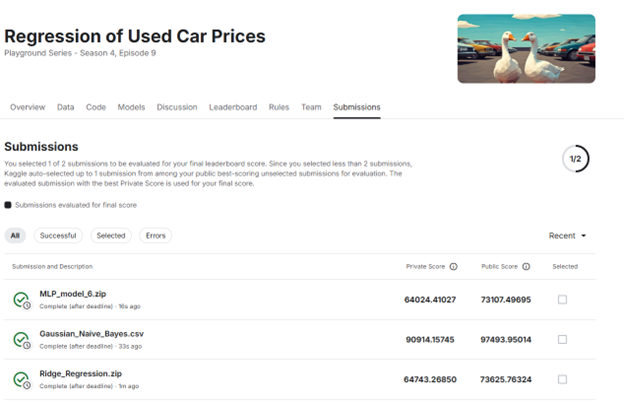 Regression of Used Car Prices
Playground Series - Season 4, Episode 9
Overview Data Code Models Discussion Leaderboard Rules Team Submissions
Submissions
You selected 1 of 2 submissions to be evaluated for your final leaderboard score. Since you selected less than 2 submissions,
Kaggle auto-selected up to 1 submission from among your public best-scoring unselected submissions for evaluation. The
evaluated submission with the best Private Score is used for your final score.
1/2
Submissions evaluated for final score
All Successful Selected Errors Recent
Submission and Description Private Score Public Score Selected
MLP_model_6.zip
Complete (after deadline) · 16s ago
64024.41027 73107.49695
Gaussian_Naive_Bayes.csv
Complete (after deadline) · 33s ago
90914.15745 97493.95014
Ridge_Regression.zip
Complete (after deadline) · 1m ago
64743.26850 73625.76324